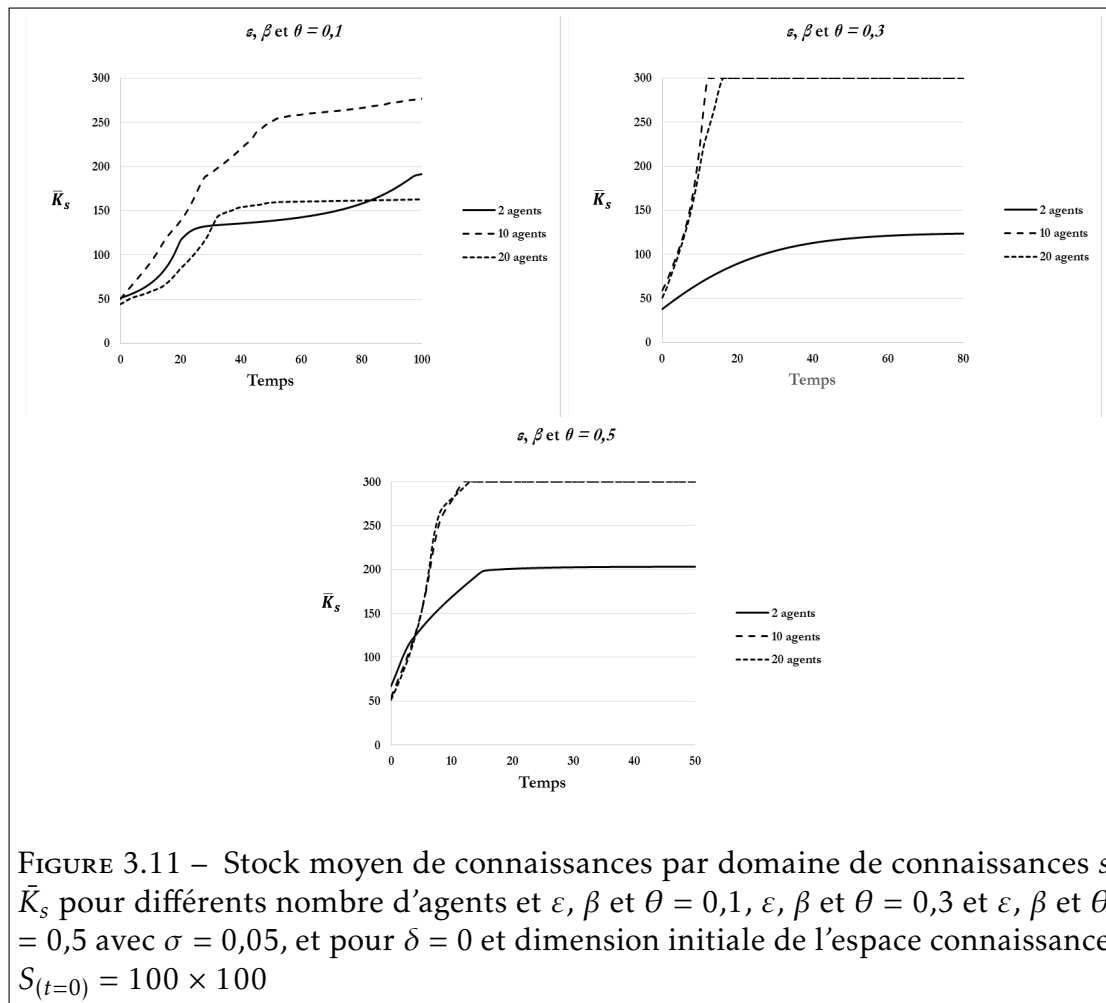 ε, β et θ = 0,1
300
250
200
150
100
50
0
K̄s
0 20 40 60 80 100
Temps
2 agents
10 agents
20 agents
ε, β et θ = 0,3
300
250
200
150
100
50
0
K̄s
0 20 40 60 80
Temps
2 agents
10 agents
20 agents
ε, β et θ = 0,5
300
250
200
150
100
50
0
K̄s
0 10 20 30 40 50
Temps
2 agents
10 agents
20 agents
FIGURE 3.11 – Stock moyen de connaissances par domaine de connaissances s
K̄s pour différents nombre d'agents et ε, β et θ = 0,1, ε, β et θ = 0,3 et ε, β et θ
= 0,5 avec σ = 0,05, et pour δ = 0 et dimension initiale de l'espace connaissance
S(t=0) = 100 × 100